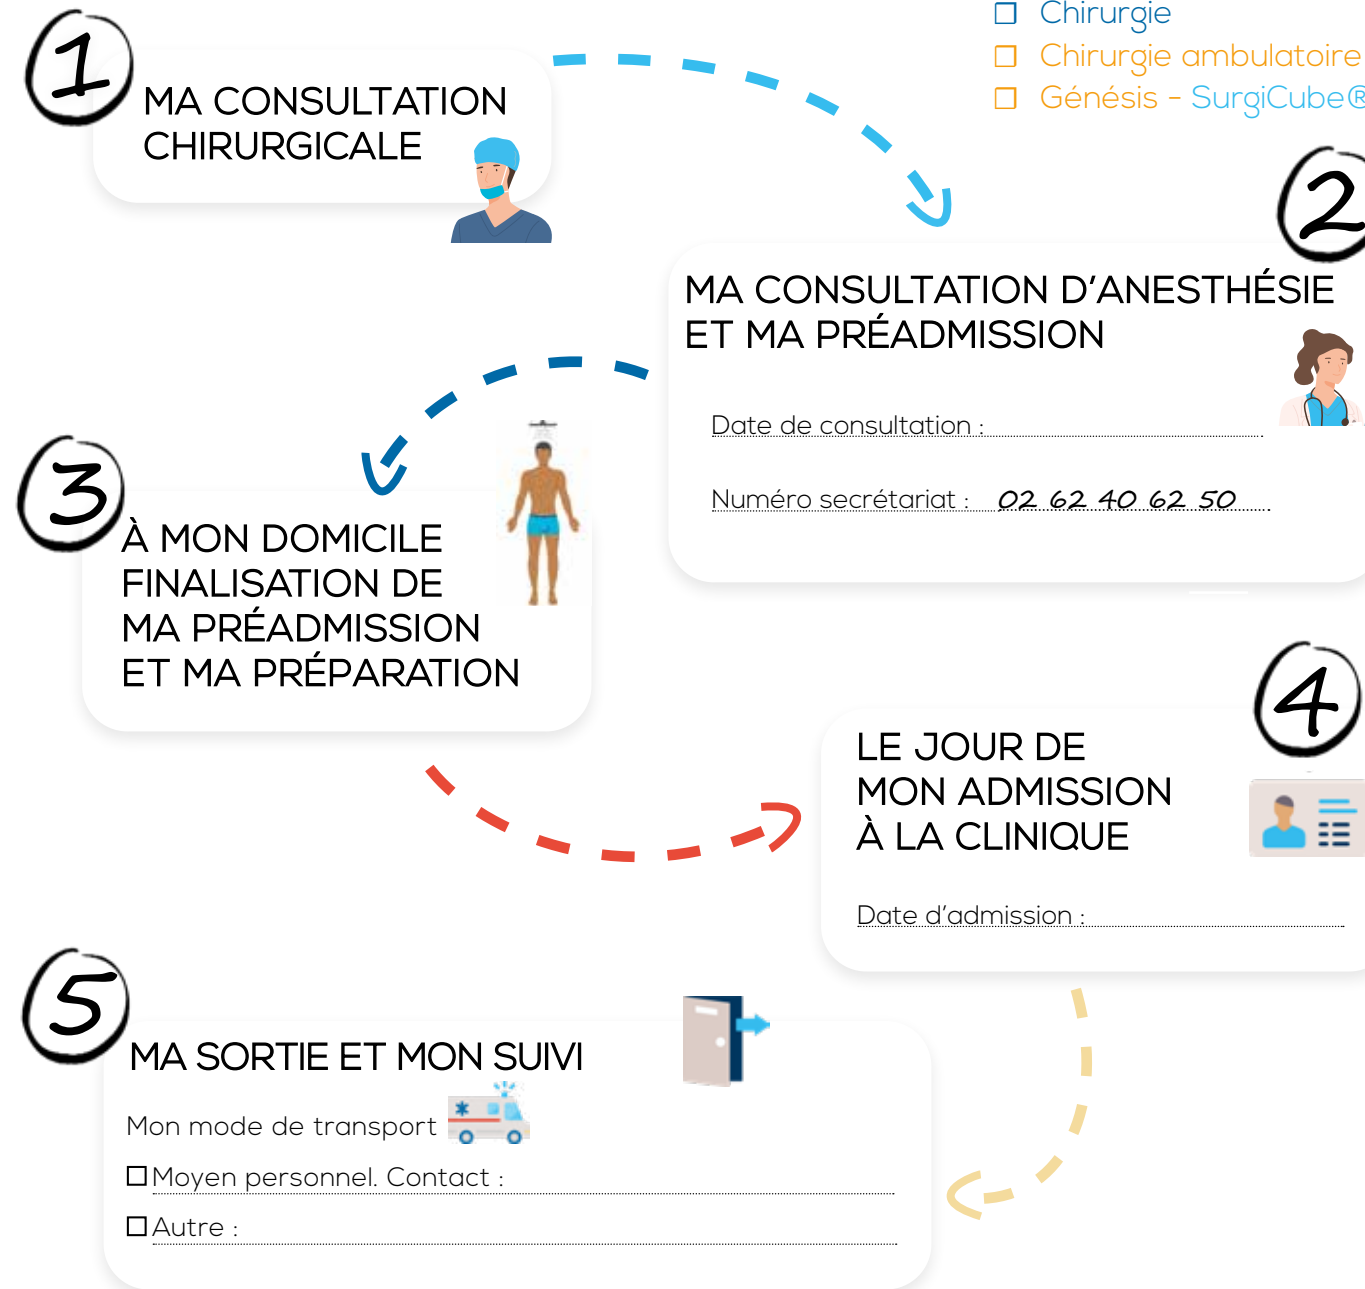 ☐ Chirurgie
☐ Chirurgie ambulatoire
☐ Génésis - SurgiCube®
1
MA CONSULTATION
CHIRURGICALE
2
MA CONSULTATION D'ANESTHÉSIE
ET MA PRÉADMISSION
Date de consultation :
Numéro secrétariat : 02 62 40 62 50
3
À MON DOMICILE
FINALISATION DE
MA PRÉADMISSION
ET MA PRÉPARATION
4
LE JOUR DE
MON ADMISSION
À LA CLINIQUE
Date d'admission :
5
MA SORTIE ET MON SUIVI
Mon mode de transport
☐ Moyen personnel. Contact :
☐ Autre :